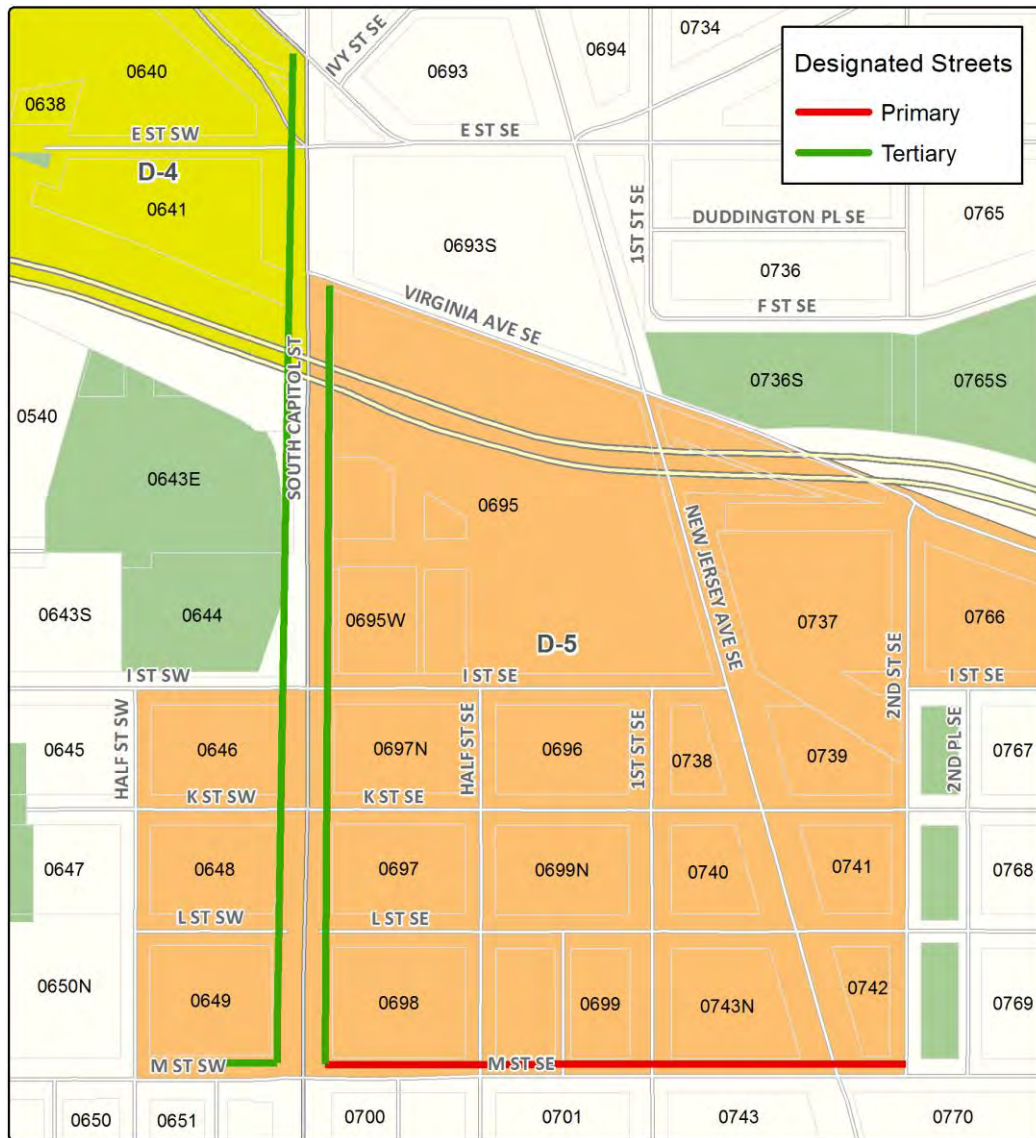 0734
IVY ST SE
0694
0640
0693
Designated Streets
0638
Primary
E ST SW
E ST SE
Tertiary
D-4
1ST ST SE
0641
DUDDINGTON PL SE
0765
0693S
0736
VIRGINIA AVE SE
F ST SE
SOUTH CAPITOL ST
0736S
0765S
0540
0643E
0695
NEW JERSEY AVE SE
0643S
0644
0695W
0737
0766
D-5
2ND ST SE
I ST SW
I ST SE
I ST SE
HALF ST SW
HALF ST SE
1ST ST SE
2ND PL SE
0645
0646
0697N
0696
0738
0739
0767
K ST SW
K ST SE
0647
0648
0697
0699N
0740
0741
0768
L ST SW
L ST SE
0650N
0649
0698
0699
0743N
0742
0769
M ST SW
M ST SE
0650
0651
0700
0701
0743
0770